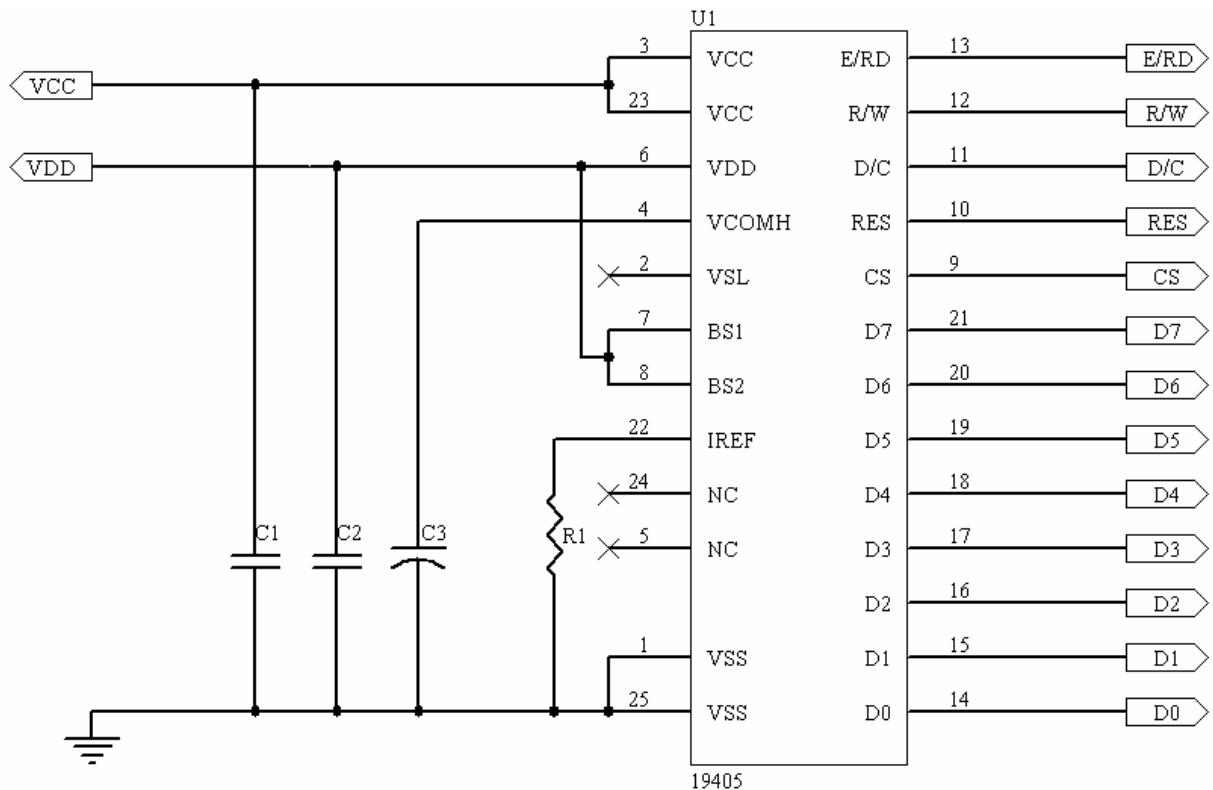 U1
3 VCC E/RD 13 E/RD
VCC
23 VCC R/W 12 R/W
VDD 6 VDD D/C 11 D/C
4 VCOMH RES 10 RES
2 VSL CS 9 CS
7 BS1 D7 21 D7
8 BS2 D6 20 D6
22 IREF D5 19 D5
24 NC D4 18 D4
C1 C2 C3 R1 5 NC D3 17 D3
D2 16 D2
1 VSS D1 15 D1
25 VSS D0 14 D0
19405